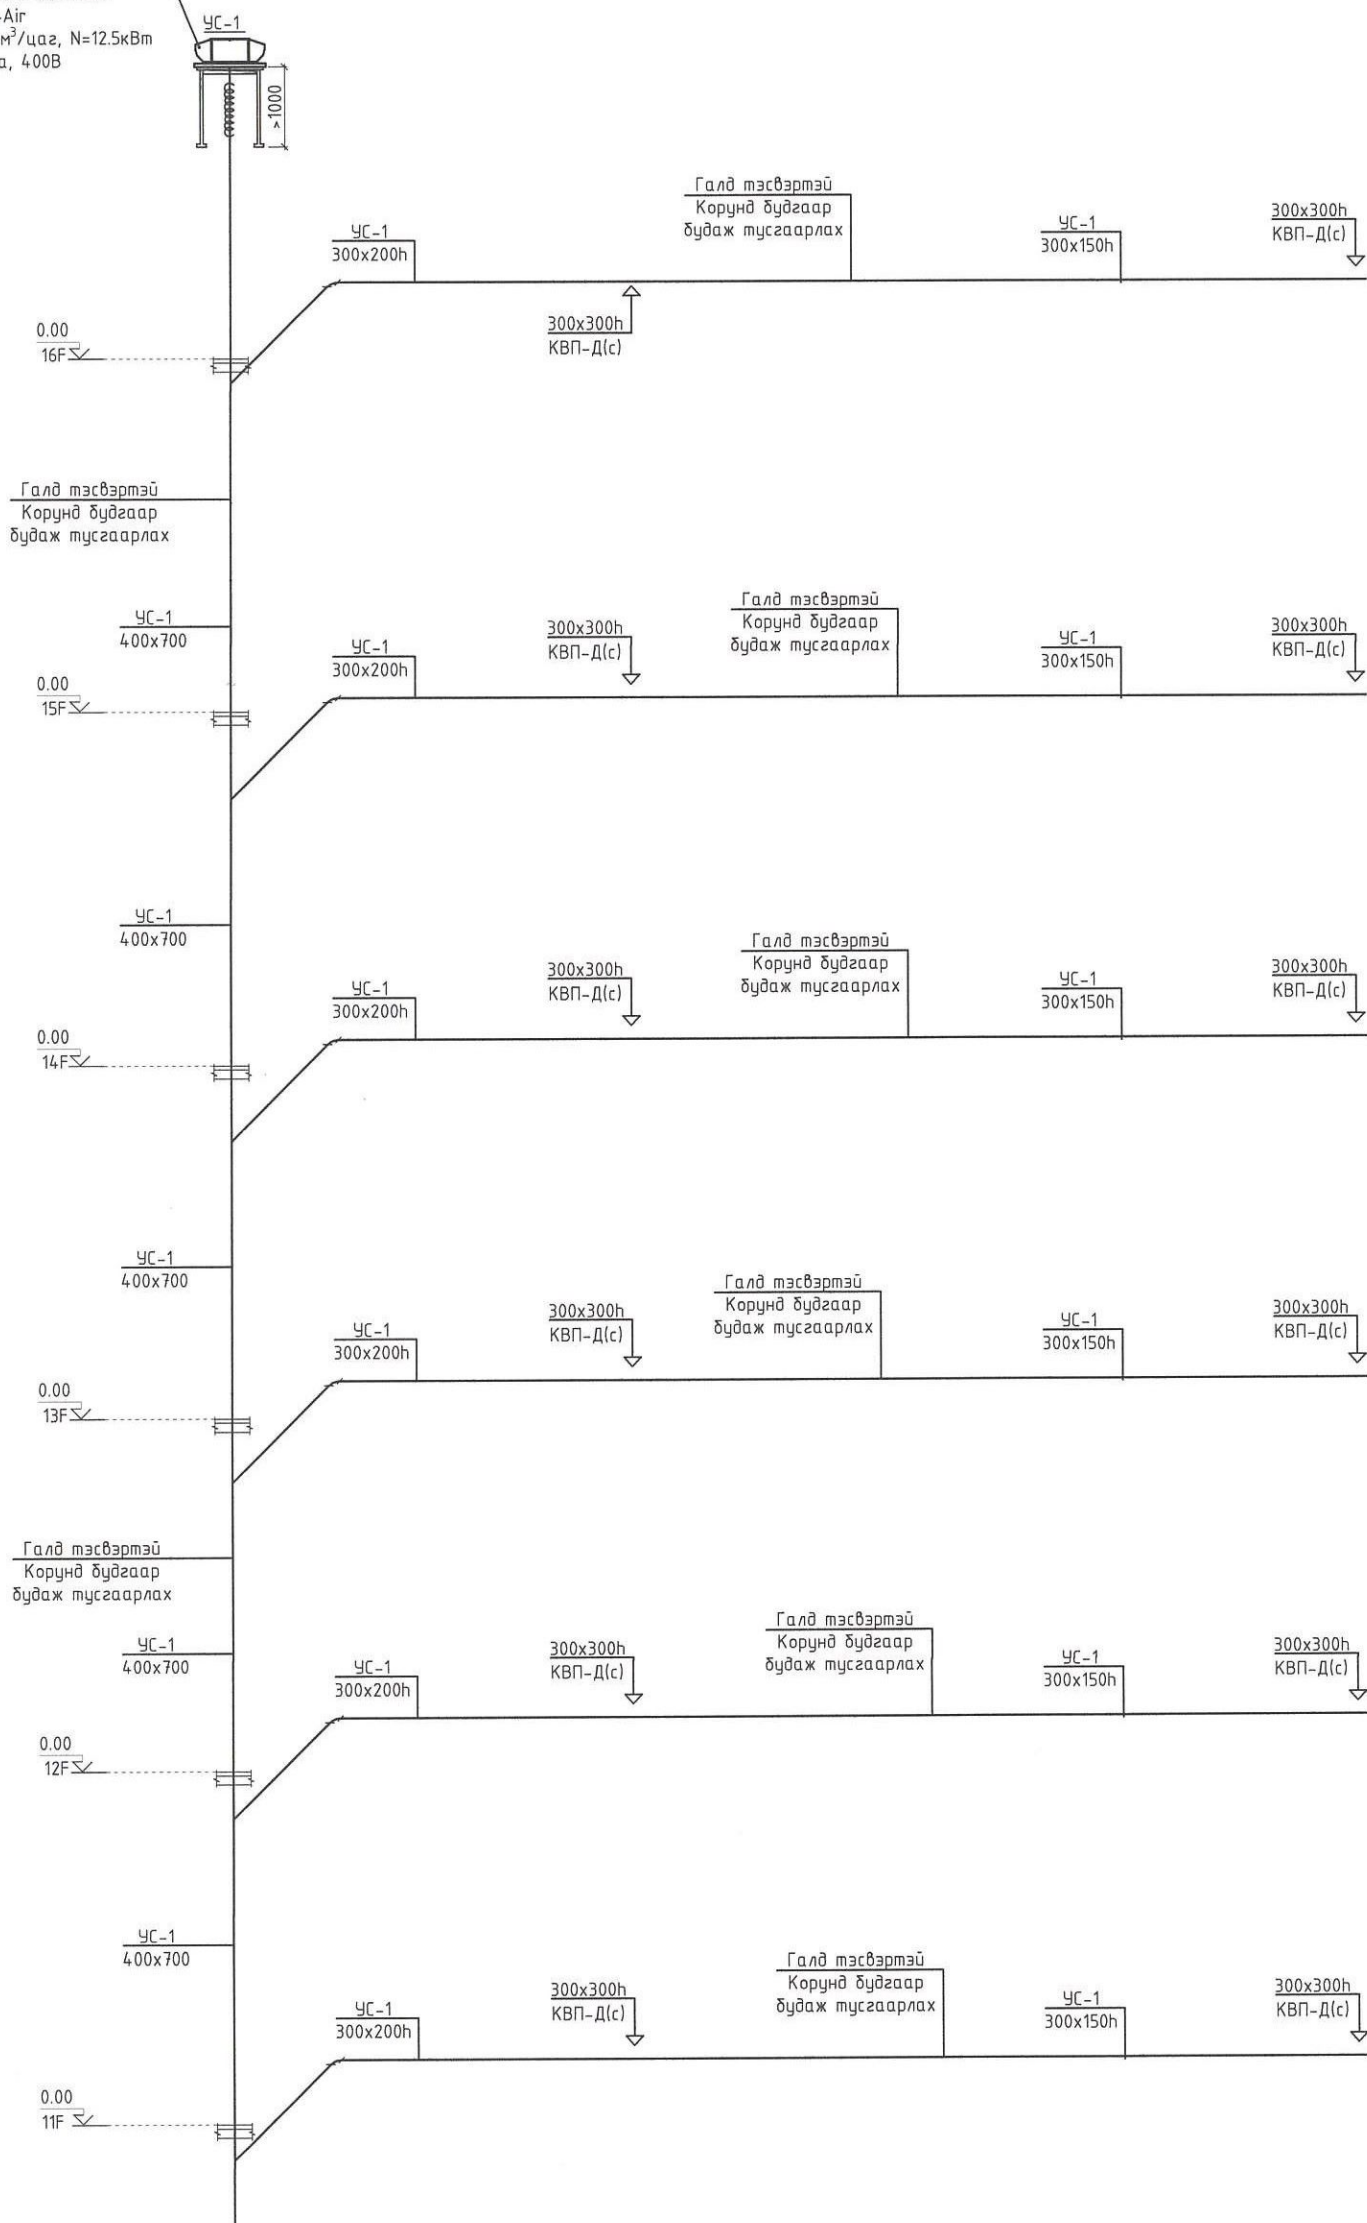 Air
м³/цаг, N=12.5кВт
а, 400В
УС-1
>1000
Галд тэсвэртэй
Корунд будгаар
будаж тусгаарлах
УС-1
300x200h
УС-1
300x150h
300x300h
КВП-Д(с)
300x300h
КВП-Д(с)
0.00
16F
Галд тэсвэртэй
Корунд будгаар
будаж тусгаарлах
УС-1
400x700
УС-1
300x200h
300x300h
КВП-Д(с)
Галд тэсвэртэй
Корунд будгаар
будаж тусгаарлах
УС-1
300x150h
300x300h
КВП-Д(с)
0.00
15F
УС-1
400x700
УС-1
300x200h
300x300h
КВП-Д(с)
Галд тэсвэртэй
Корунд будгаар
будаж тусгаарлах
УС-1
300x150h
300x300h
КВП-Д(с)
0.00
14F
УС-1
400x700
УС-1
300x200h
300x300h
КВП-Д(с)
Галд тэсвэртэй
Корунд будгаар
будаж тусгаарлах
УС-1
300x150h
300x300h
КВП-Д(с)
0.00
13F
Галд тэсвэртэй
Корунд будгаар
будаж тусгаарлах
УС-1
400x700
УС-1
300x200h
300x300h
КВП-Д(с)
Галд тэсвэртэй
Корунд будгаар
будаж тусгаарлах
УС-1
300x150h
300x300h
КВП-Д(с)
0.00
12F
УС-1
400x700
УС-1
300x200h
300x300h
КВП-Д(с)
Галд тэсвэртэй
Корунд будгаар
будаж тусгаарлах
УС-1
300x150h
300x300h
КВП-Д(с)
0.00
11F